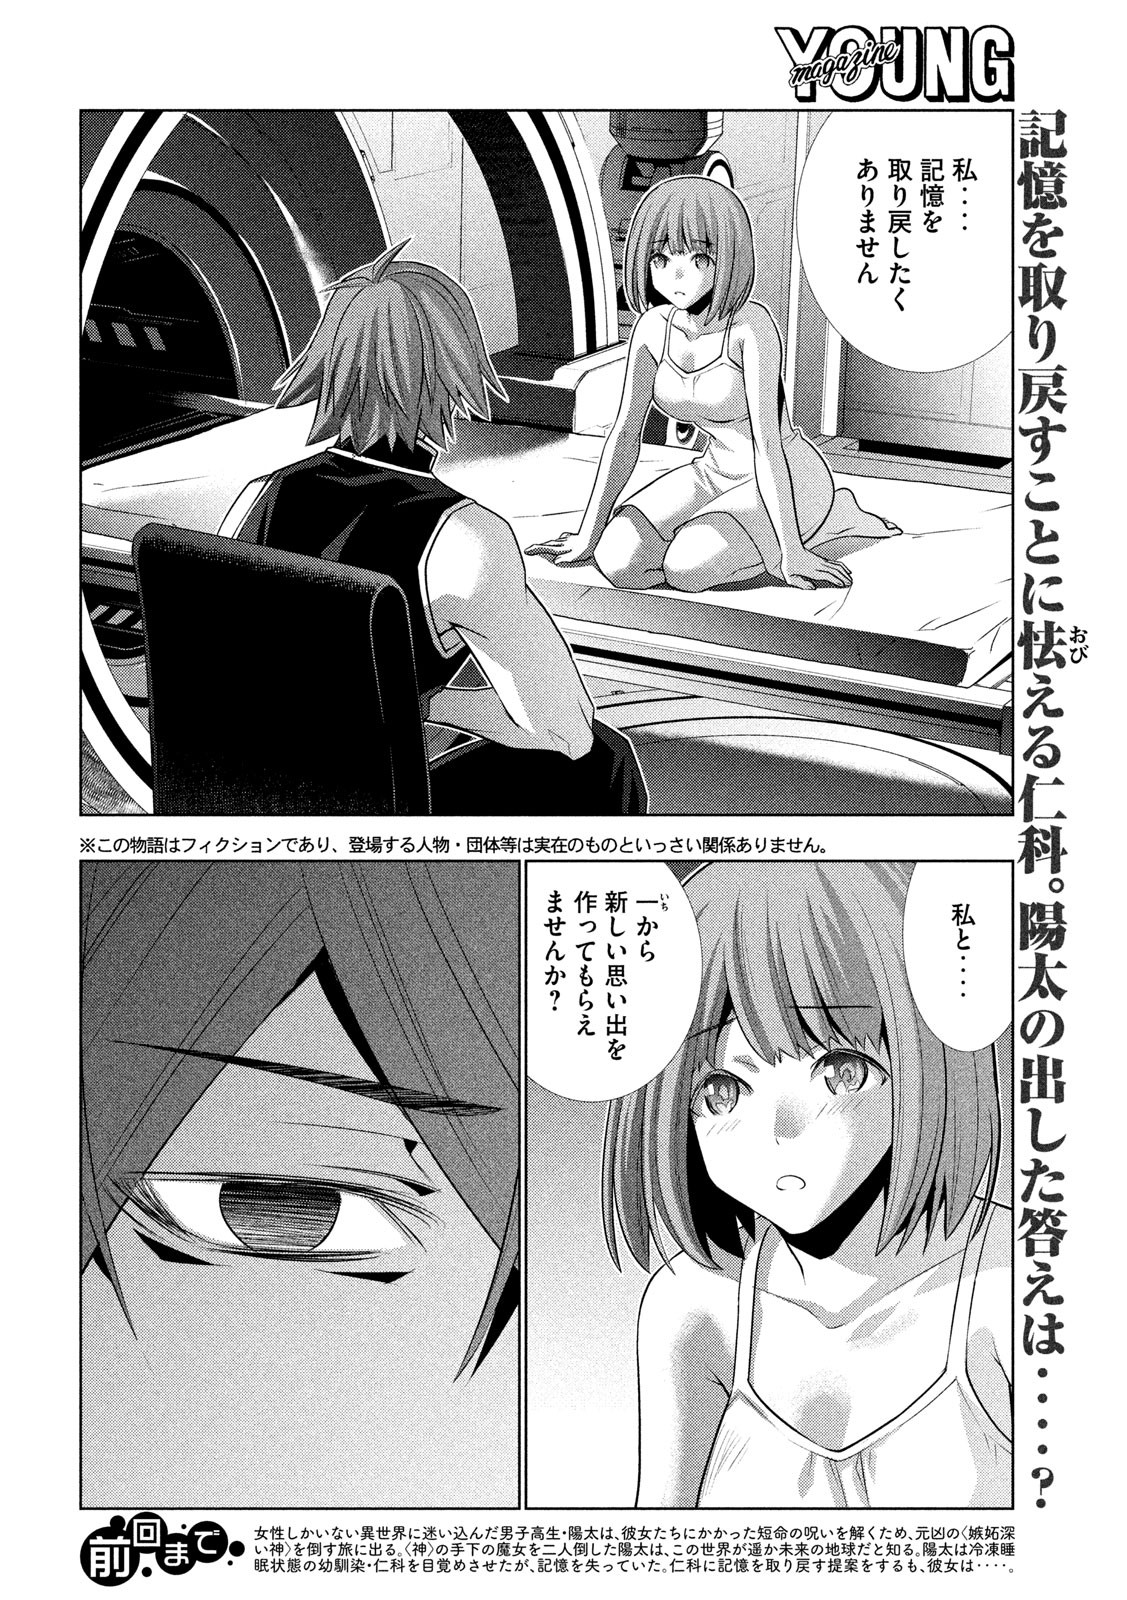 YOUNG
magazine
記憶を取り戻すことに怯える仁科。陽太の出した答えは‥‥‥?
おび
私‥‥
記憶を
取り戻したく
ありません
※この物語はフィクションであり、登場する人物・団体等は実在のものといっさい関係ありません。
私と‥‥
一から
いち
新しい思い出を
作ってもらえ
ませんか?
前回まで
女性しかいない異世界に迷い込んだ男子高生・陽太は、彼女たちにかかった短命の呪いを解くため、元凶の〈嫉妬深
い神〉を倒す旅に出る。〈神〉の手下の魔女を二人倒した陽太は、この世界が遥か未来の地球だと知る。陽太は冷凍睡
眠状態の幼馴染・仁科を目覚めさせたが、記憶を失っていた。仁科に記憶を取り戻す提案をするも、彼女は‥‥。